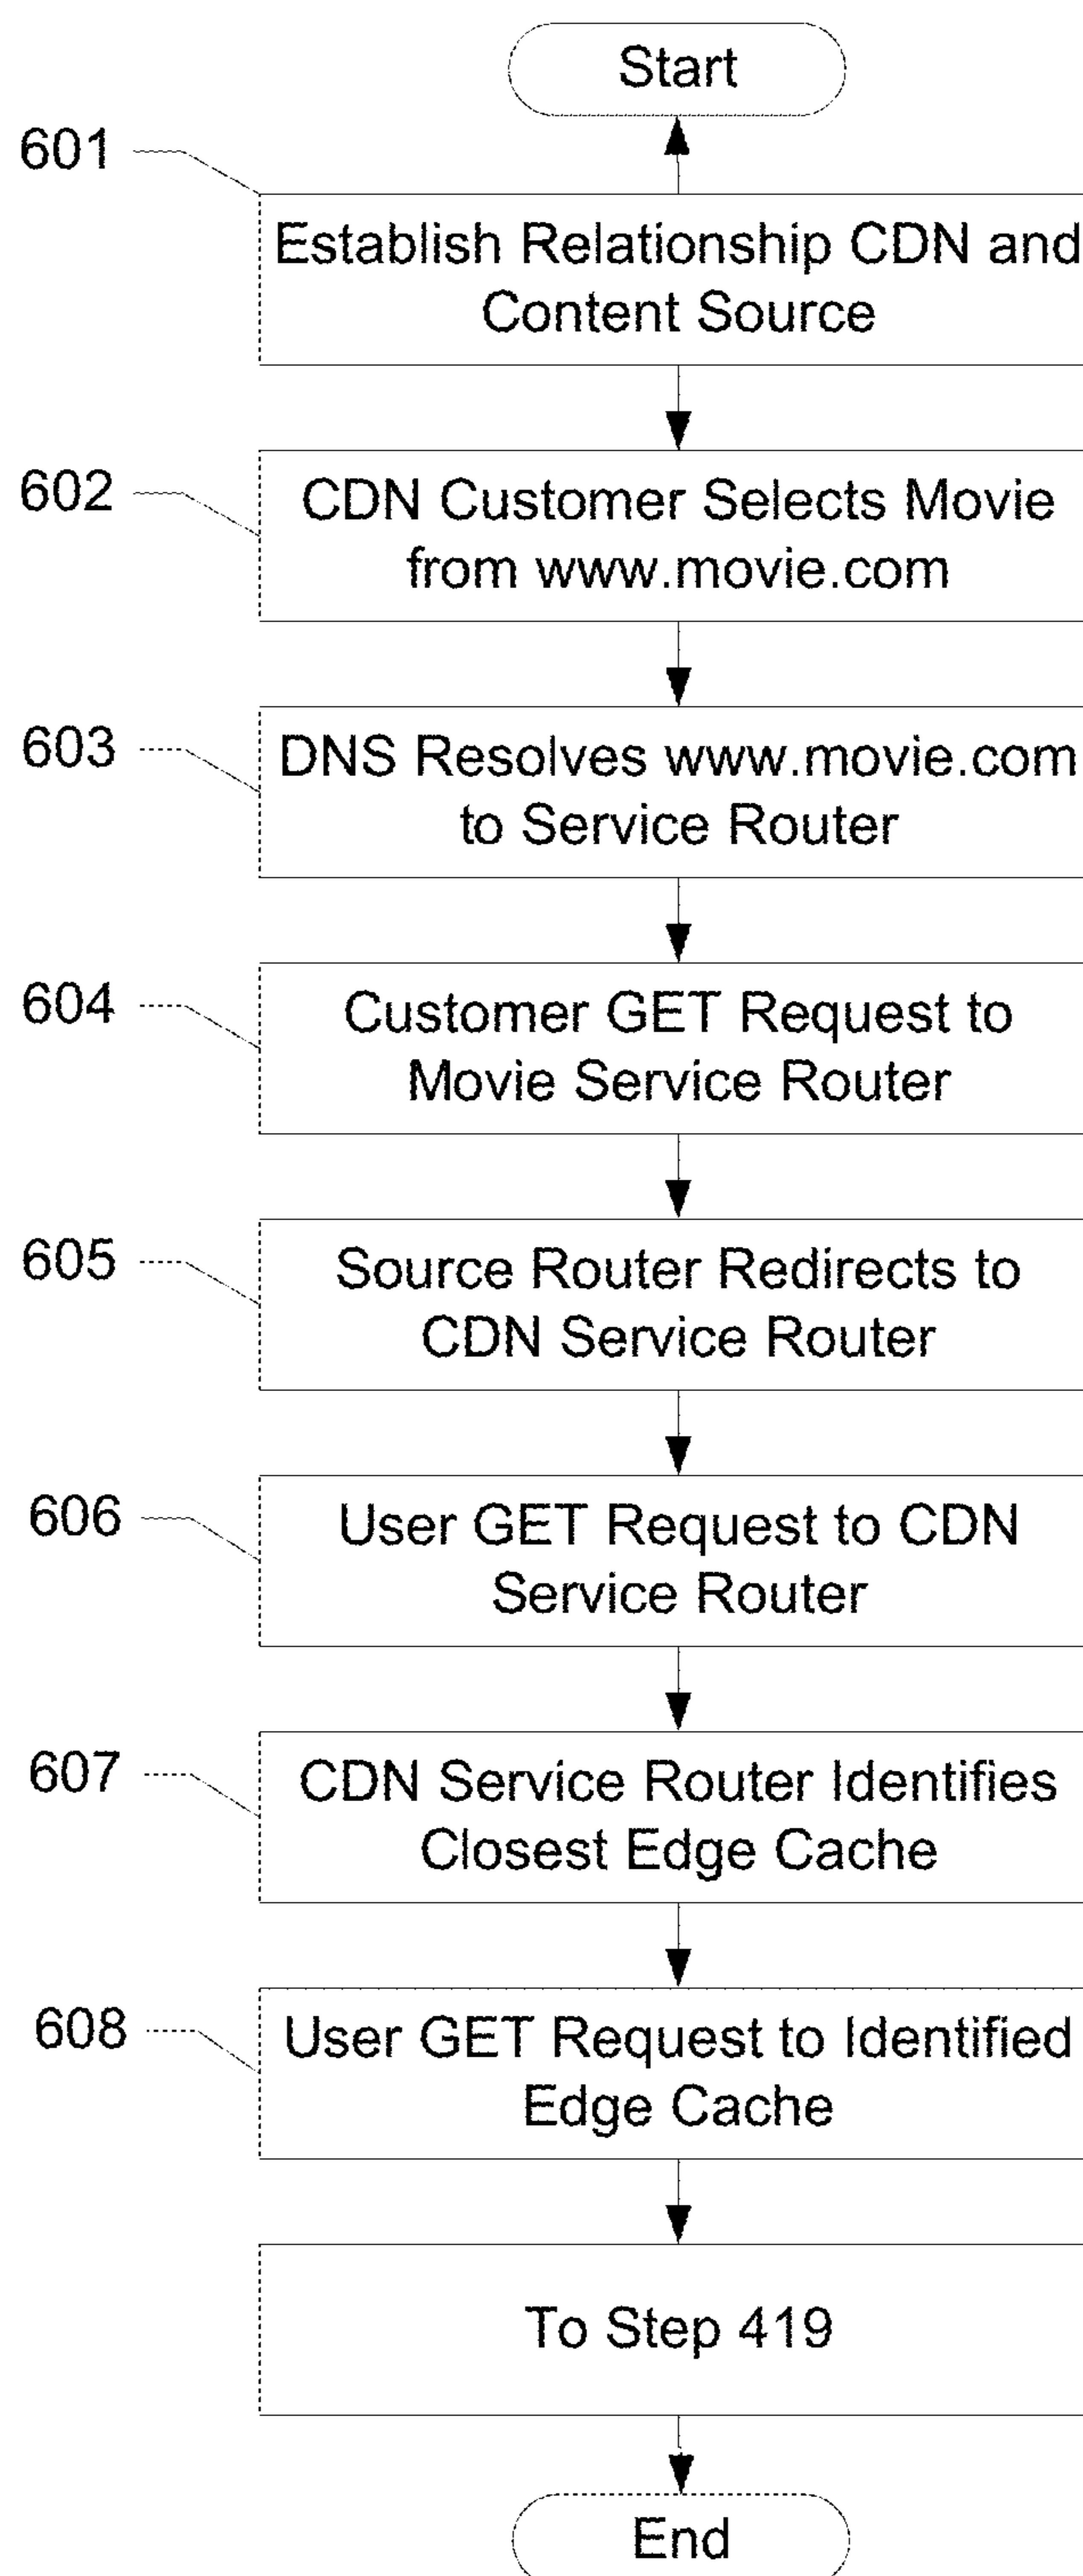 Start
601
Establish Relationship CDN and
Content Source
602
CDN Customer Selects Movie
from www.movie.com
603
DNS Resolves www.movie.com
to Service Router
604
Customer GET Request to
Movie Service Router
605
Source Router Redirects to
CDN Service Router
606
User GET Request to CDN
Service Router
607
CDN Service Router Identifies
Closest Edge Cache
608
User GET Request to Identified
Edge Cache
To Step 419
End